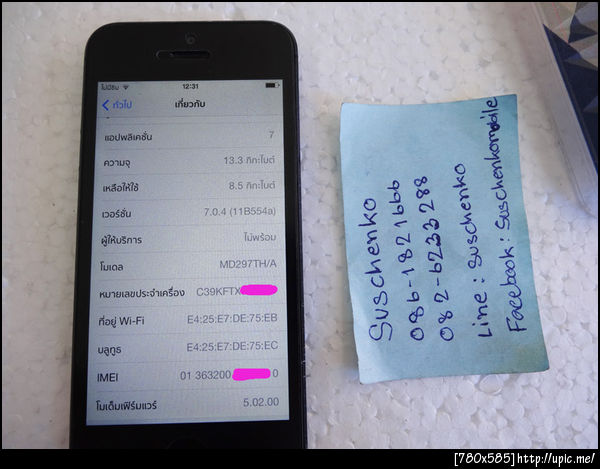 ไม่มีซิม 12:31
ทั่วไป เกี่ยวกับ
แอปพลิเคชั่น 7
ความจุ 13.3 กิกะไบต์
เหลือให้ใช้ 8.5 กิกะไบต์
เวอร์ชั่น 7.0.4 (11B554a)
ผู้ให้บริการ ไม่พร้อม
โมเดล MD297TH/A
หมายเลขประจำเครื่อง C39KFTX
ที่อยู่ Wi-Fi E4:25:E7:DE:75:EB
บลูทูธ E4:25:E7:DE:75:EC
IMEI 01 363200 0
โมเด็มเฟิร์มแวร์ 5.02.00
Suschenko
086-1821666
082-6233288
Line : Suschenko
Facebook : Suschenkomobile
[780x585]http://upic.me/